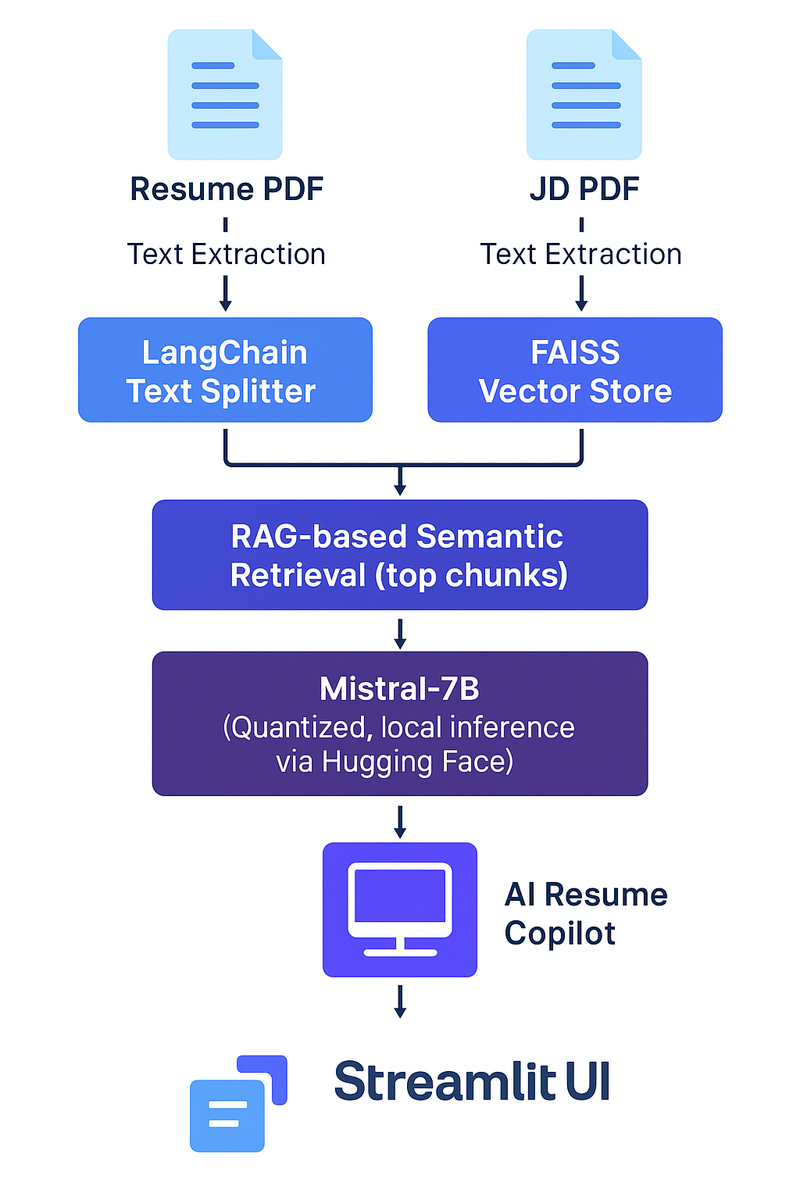 Resume PDF
JD PDF
Text Extraction
Text Extraction
LangChain
Text Splitter
FAISS
Vector Store
RAG-based Semantic
Retrieval (top chunks)
Mistral-7B
(Quantized, local inference
via Hugging Face)
AI Resume
Copilot
Streamlit UI